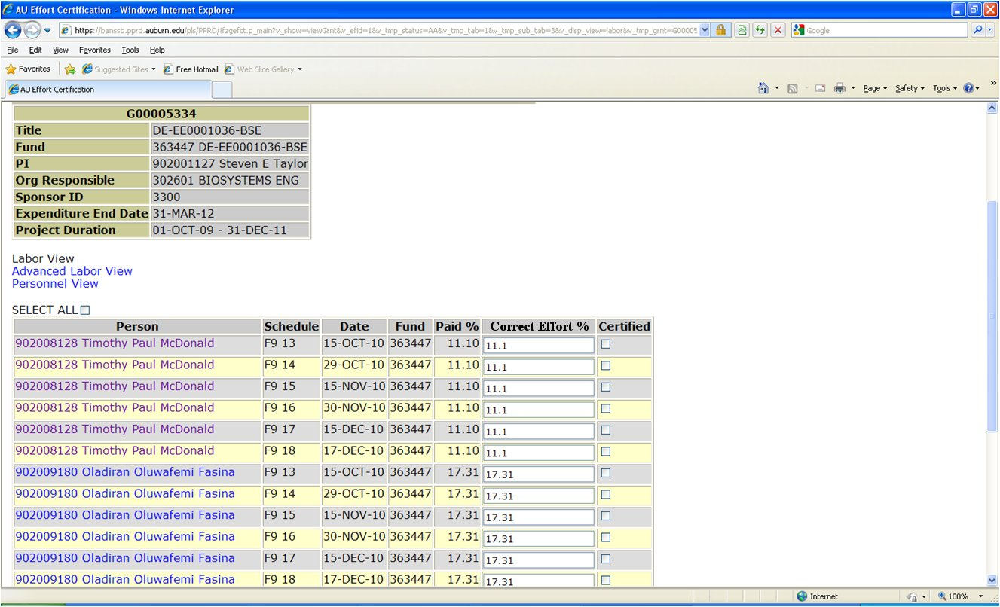 AU Effort Certification - Windows Internet Explorer
https://banssb.pprd.auburn.edu/pls/PPRD/!fzgefct.p_main?v_show=viewGrnt&v_efid=1&v_tmp_status=AA&v_tmp_tab=1&v_tmp_sub_tab=3&v_disp_view=labor&v_tmp_grnt=G00005 Google
File Edit View Favorites Tools Help
Favorites Suggested Sites Free Hotmail Web Slice Gallery
AU Effort Certification Page Safety Tools »
G00005334
Title DE-EE0001036-BSE
Fund 363447 DE-EE0001036-BSE
PI 902001127 Steven E Taylor
Org Responsible 302601 BIOSYSTEMS ENG
Sponsor ID 3300
Expenditure End Date 31-MAR-12
Project Duration 01-OCT-09 - 31-DEC-11
Labor View
Advanced Labor View
Personnel View
SELECT ALL
Person Schedule Date Fund Paid % Correct Effort % Certified
902008128 Timothy Paul McDonald F9 13 15-OCT-10 363447 11.10 11.1
902008128 Timothy Paul McDonald F9 14 29-OCT-10 363447 11.10 11.1
902008128 Timothy Paul McDonald F9 15 15-NOV-10 363447 11.10 11.1
902008128 Timothy Paul McDonald F9 16 30-NOV-10 363447 11.10 11.1
902008128 Timothy Paul McDonald F9 17 15-DEC-10 363447 11.10 11.1
902008128 Timothy Paul McDonald F9 18 17-DEC-10 363447 11.10 11.1
902009180 Oladiran Oluwafemi Fasina F9 13 15-OCT-10 363447 17.31 17.31
902009180 Oladiran Oluwafemi Fasina F9 14 29-OCT-10 363447 17.31 17.31
902009180 Oladiran Oluwafemi Fasina F9 15 15-NOV-10 363447 17.31 17.31
902009180 Oladiran Oluwafemi Fasina F9 16 30-NOV-10 363447 17.31 17.31
902009180 Oladiran Oluwafemi Fasina F9 17 15-DEC-10 363447 17.31 17.31
902009180 Oladiran Oluwafemi Fasina F9 18 17-DEC-10 363447 17.31 17.31
Internet 100%